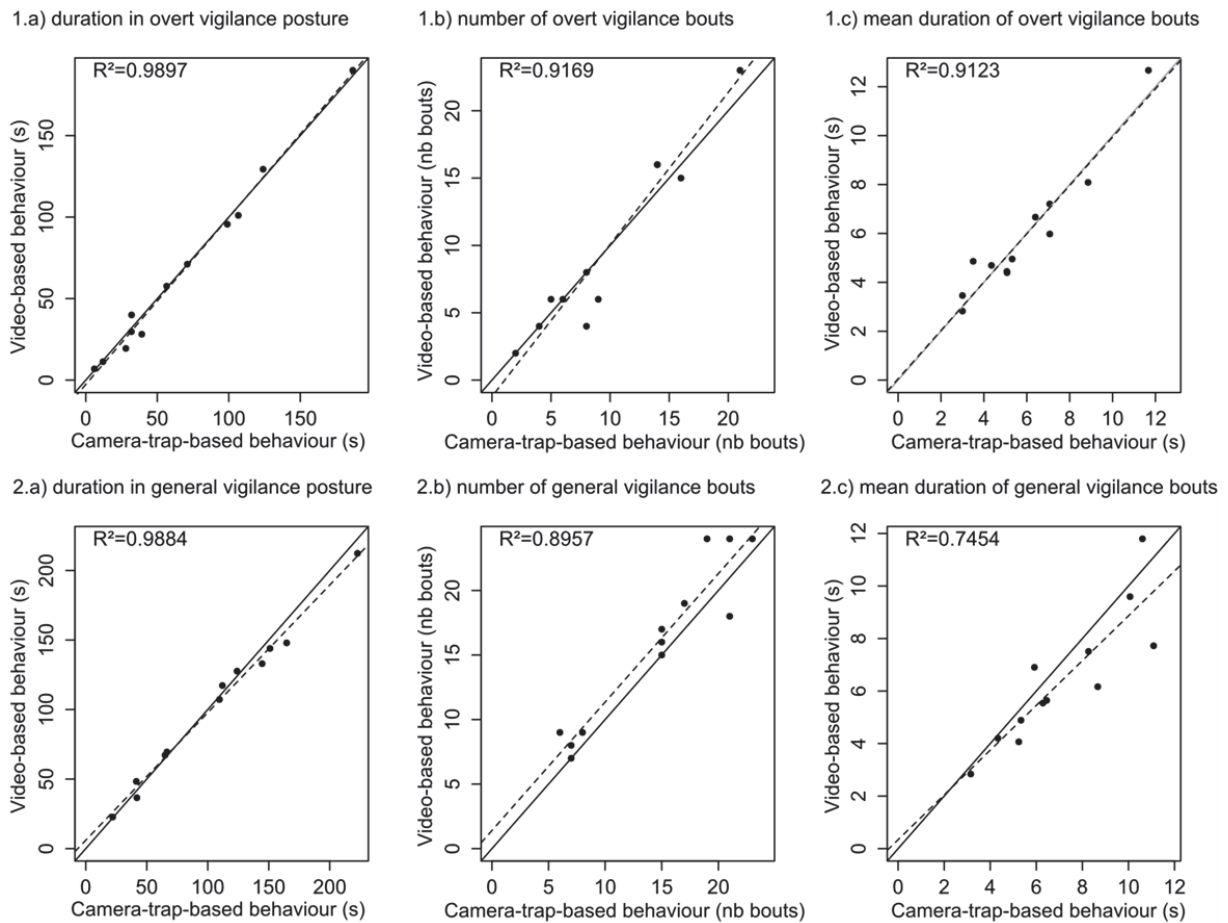 1.a) duration in overt vigilance posture
1.b) number of overt vigilance bouts
1.c) mean duration of overt vigilance bouts
R²=0.9897
Video-based behaviour (s)
0
50
100
150
0
50
100
150
Camera-trap-based behaviour (s)
R²=0.9169
Video-based behaviour (nb bouts)
0
5
10
15
20
0
5
10
15
20
Camera-trap-based behaviour (nb bouts)
R²=0.9123
Video-based behaviour (s)
0
2
4
6
8
10
12
0
2
4
6
8
10
12
Camera-trap-based behaviour (s)
2.a) duration in general vigilance posture
2.b) number of general vigilance bouts
2.c) mean duration of general vigilance bouts
R²=0.9884
Video-based behaviour (s)
0
50
100
150
200
0
50
100
150
200
Camera-trap-based behaviour (s)
R²=0.8957
Video-based behaviour (nb bouts)
0
5
10
15
20
0
5
10
15
20
Camera-trap-based behaviour (nb bouts)
R²=0.7454
Video-based behaviour (s)
0
2
4
6
8
10
12
0
2
4
6
8
10
12
Camera-trap-based behaviour (s)